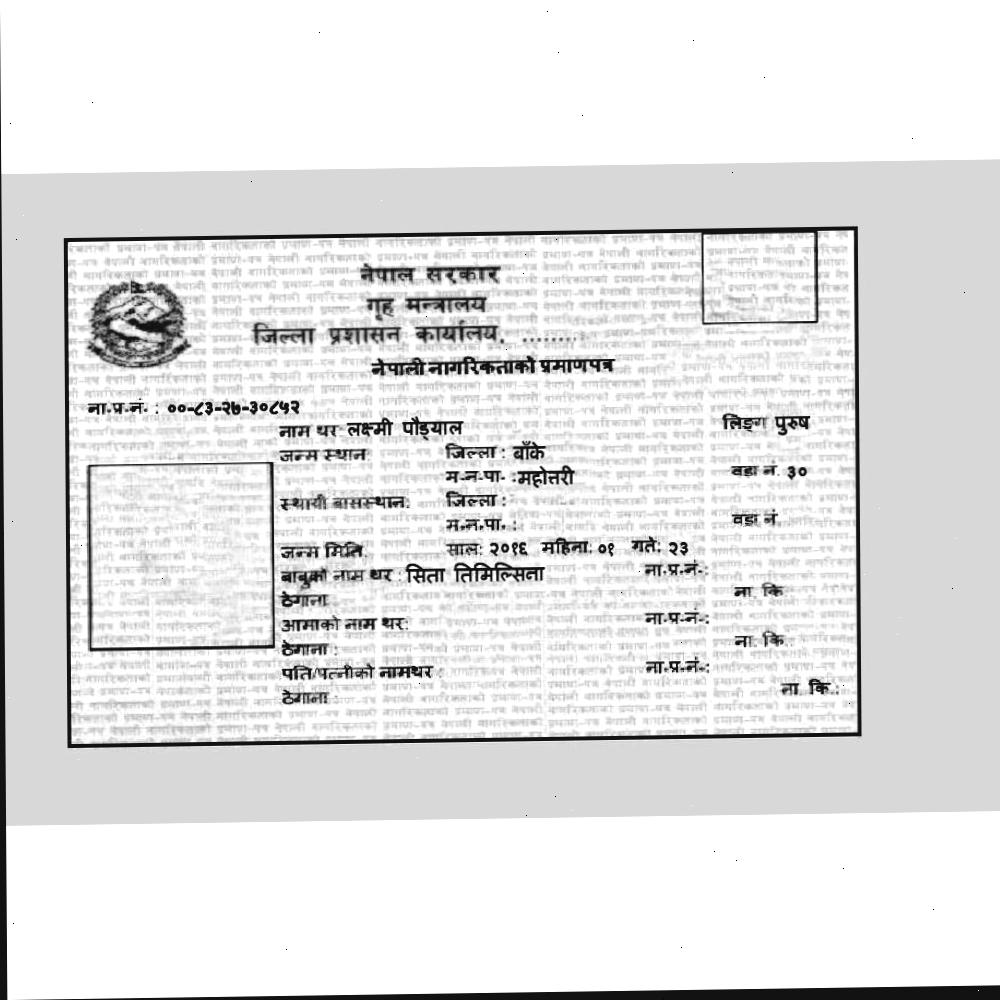 नेपाल सरकार
गृह मन्त्रालय
जिल्ला प्रशासन कार्यालय, ........
नेपाली नागरिकताको प्रमाणपत्र
ना.प्र.नं. : ००-८३-२७-३०८५२
नाम थर: लक्ष्मी पौड्याल लिङ्ग पुरुष
जन्म स्थान: जिल्ला : बाँके
म.न.पा. :महोत्तरी वडा नं. ३०
स्थायी बासस्थान: जिल्ला :
म.न.पा. : वडा नं.
जन्म मिति: साल: २०१६ महिना: ०१ गते: २३
बाबुको नाम थर : सिता तिमिल्सिना ना.प्र.नं.:
ठेगाना : ना. कि.:
आमाको नाम थर: ना.प्र.नं.:
ठेगाना : ना. कि.:
पति/पत्नीको नामथर : ना.प्र.नं.:
ठेगाना : ना. कि.: